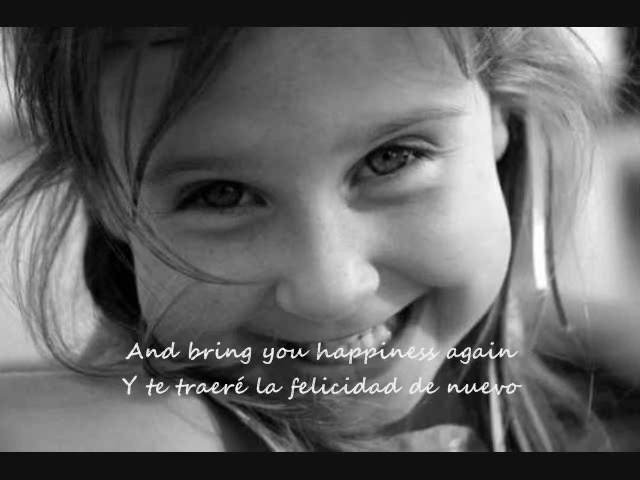 And bring you happiness again
Y te traeré la felicidad de nuevo